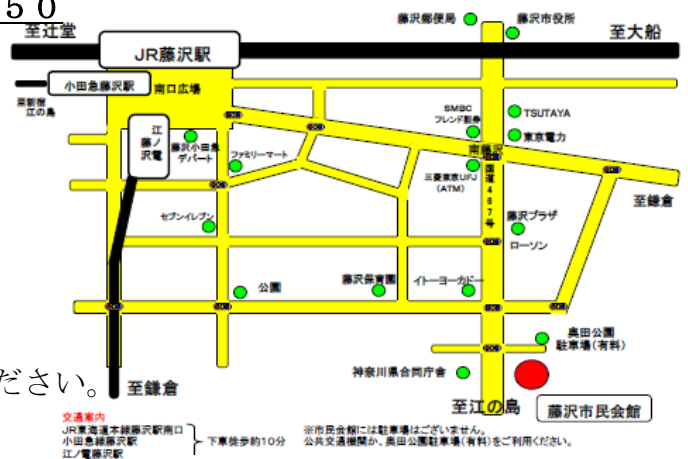 ５０
至辻堂
藤沢郵便局
藤沢市役所
至大船
JR藤沢駅
小田急藤沢駅
南口広場
至新宿
江の島
SMBC
フレンド証券
TSUTAYA
江ノ電
藤沢
藤沢小田急
デパート
ファミリーマート
南藤沢
東京電力
三菱東京UFJ
(ATM)
国道467号
至鎌倉
セブンイレブン
藤沢プラザ
ローソン
公園
藤沢保育園
イトーヨーカドー
奥田公園
駐車場(有料)
神奈川県合同庁舎
ださい。
至鎌倉
至江の島
藤沢市民会館
交通案内
JR東海道本線藤沢駅南口
小田急線藤沢駅
江ノ電藤沢駅
下車徒歩約10分
※市民会館には駐車場はございません。
公共交通機関か、奥田公園駐車場(有料)をご利用ください。